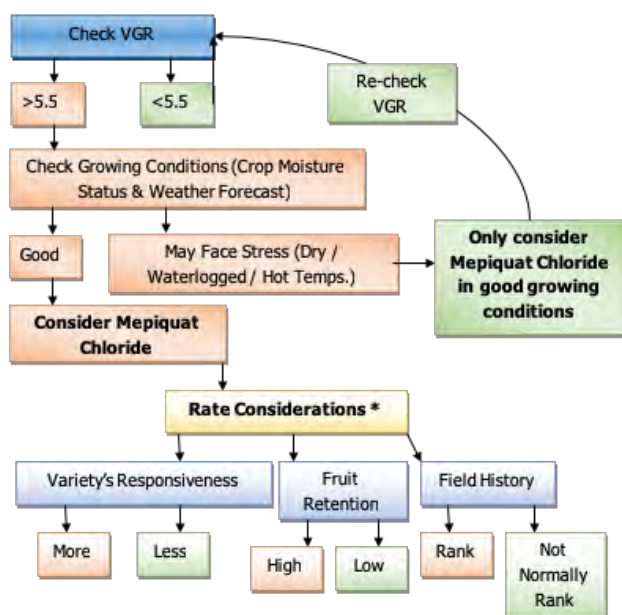 Check VGR
Re-check
VGR
>5.5
<5.5
Check Growing Conditions (Crop Moisture
Status & Weather Forecast)
Good
May Face Stress (Dry /
Waterlogged / Hot Temps.)
Only consider
Mepiquat Chloride
in good growing
conditions
Consider Mepiquat
Chloride
Rate Considerations *
Variety's Responsiveness
Fruit
Retention
Field History
More
Less
High
Low
Rank
Not
Normally
Rank